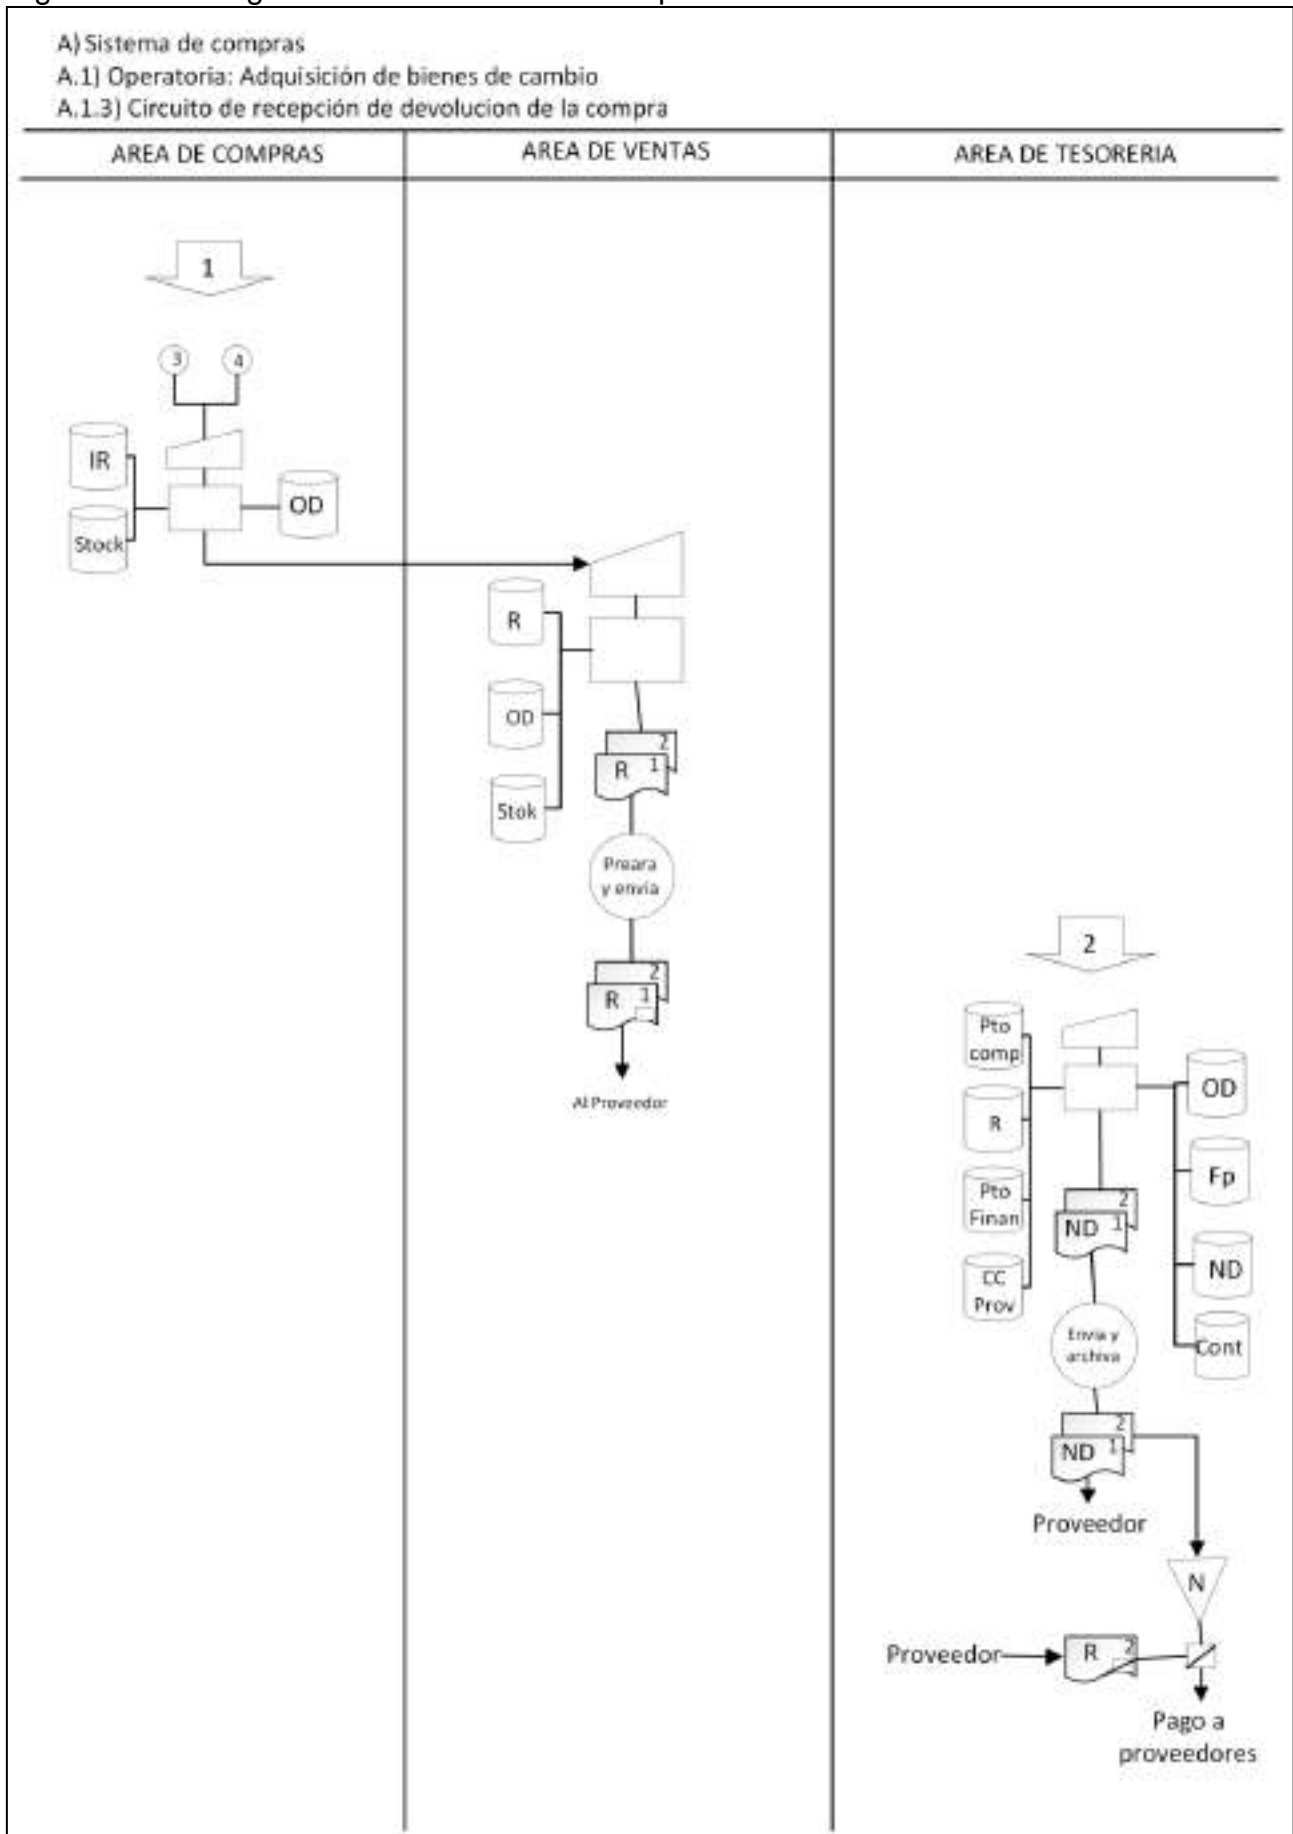 A) Sistema de compras
A.1) Operatoria: Adquisición de bienes de cambio
A.1.3) Circuito de recepción de devolucion de la compra
AREA DE COMPRAS
AREA DE VENTAS
AREA DE TESORERIA
1
3
4
IR
OD
Stock
R
OD
Stok
2
R 1
Preara
y envia
2
R 1
Al Proveedor
2
Pto
comp
R
Pto
Finan
CC
Prov
OD
Fp
ND
Cont
2
ND 1
Envia y
archiva
2
ND 1
Proveedor
N
Proveedor
R 2
Pago a
proveedores